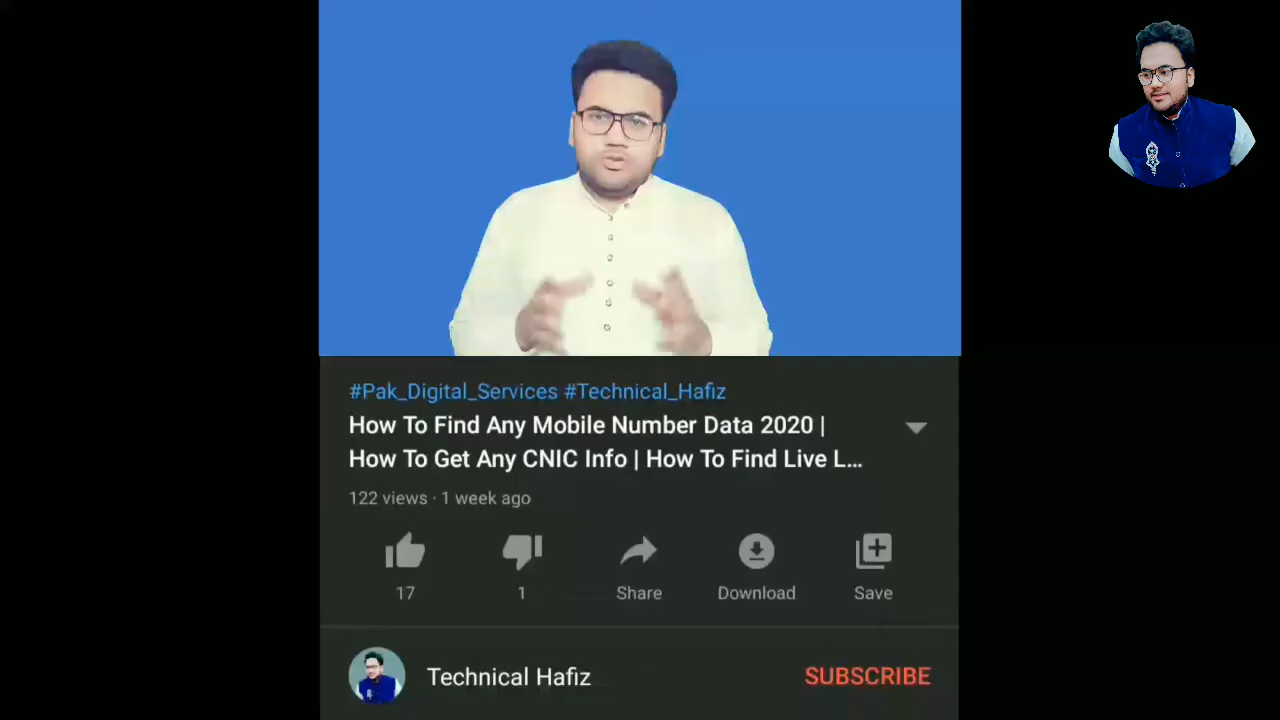 #Pak_Digital_Services #Technical_Hafiz
How To Find Any Mobile Number Data 2020 |
How To Get Any CNIC Info | How To Find Live L...
122 views · 1 week ago
17
1
Share
Download
Save
Technical Hafiz
SUBSCRIBE